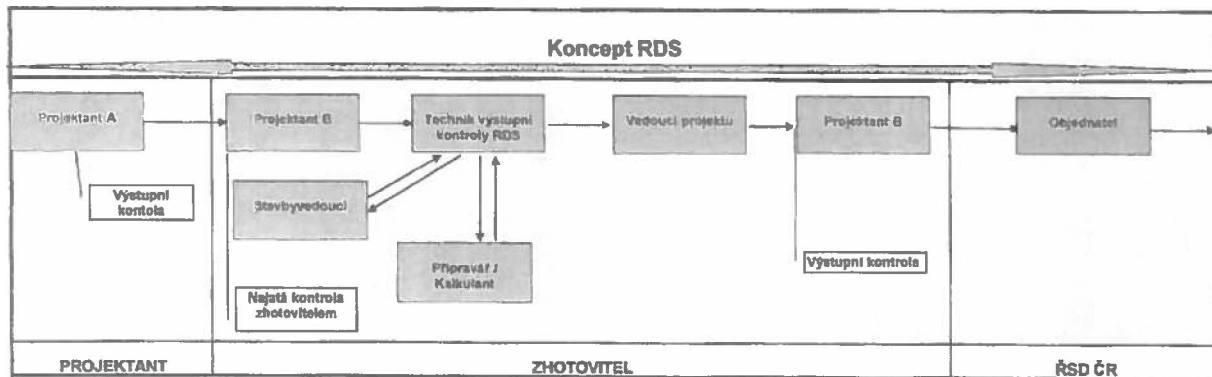 Koncept RDS
Projektant A
Projektant B
Technik výstupní
kontroly RDS
Vedoucí projektu
Projektant B
Objednatel
Výstupní
kontola
Stavbyvedoucí
Přípravář /
Kalkulant
Výstupní kontrola
Najatá kontrola
zhotovitelem
PROJEKTANT
ZHOTOVITEL
ŘSD ČR